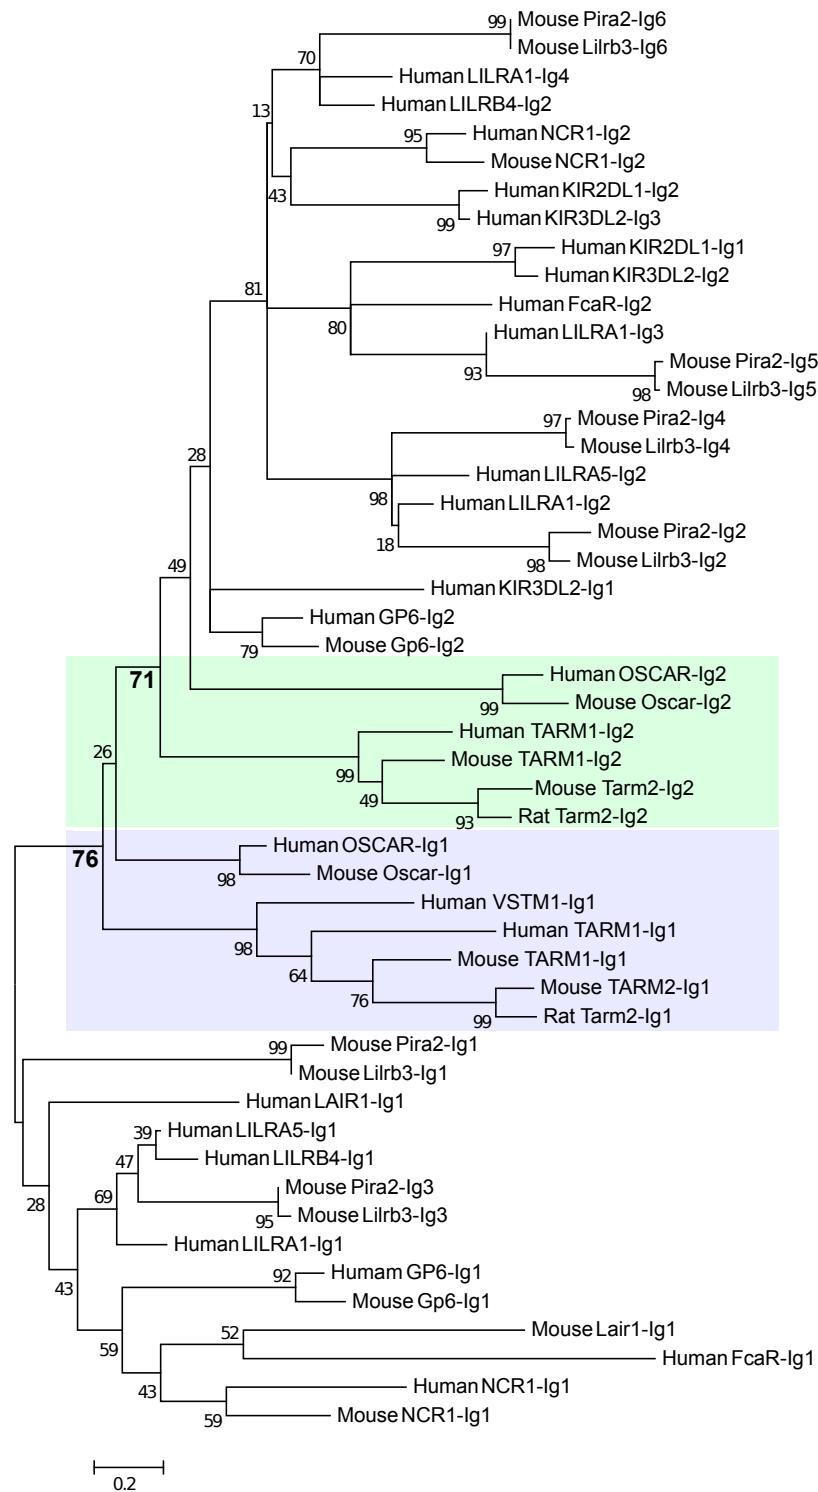 99 Mouse Pira2-Ig6
Mouse Lilrb3-Ig6
70
Human LILRA1-Ig4
Human LILRB4-Ig2
13
Human NCR1-Ig2
95
Mouse NCR1-Ig2
Human KIR2DL1-Ig2
43
Human KIR3DL2-Ig3
99
Human KIR2DL1-Ig1
97
Human KIR3DL2-Ig2
81
Human FcaR-Ig2
80
Human LILRA1-Ig3
Mouse Pira2-Ig5
93
Mouse Lilrb3-Ig5
98
Mouse Pira2-Ig4
97
Mouse Lilrb3-Ig4
28
Human LILRA5-Ig2
98
Human LILRA1-Ig2
Mouse Pira2-Ig2
18
Mouse Lilrb3-Ig2
98
49
Human KIR3DL2-Ig1
Human GP6-Ig2
Mouse Gp6-Ig2
79
71
Human OSCAR-Ig2
Mouse Oscar-Ig2
99
Human TARM1-Ig2
26
Mouse TARM1-Ig2
99
Mouse Tarm2-Ig2
49
Rat Tarm2-Ig2
93
Human OSCAR-Ig1
76
Mouse Oscar-Ig1
98
Human VSTM1-Ig1
Human TARM1-Ig1
98
Mouse TARM1-Ig1
64
Mouse TARM2-Ig1
76
Rat Tarm2-Ig1
99
Mouse Pira2-Ig1
99
Mouse Lilrb3-Ig1
Human LAIR1-Ig1
Human LILRA5-Ig1
39
Human LILRB4-Ig1
47
Mouse Pira2-Ig3
69
28
Mouse Lilrb3-Ig3
95
Human LILRA1-Ig1
Humam GP6-Ig1
92
43
Mouse Gp6-Ig1
Mouse Lair1-Ig1
52
59
Human FcaR-Ig1
Human NCR1-Ig1
43
Mouse NCR1-Ig1
59
0.2